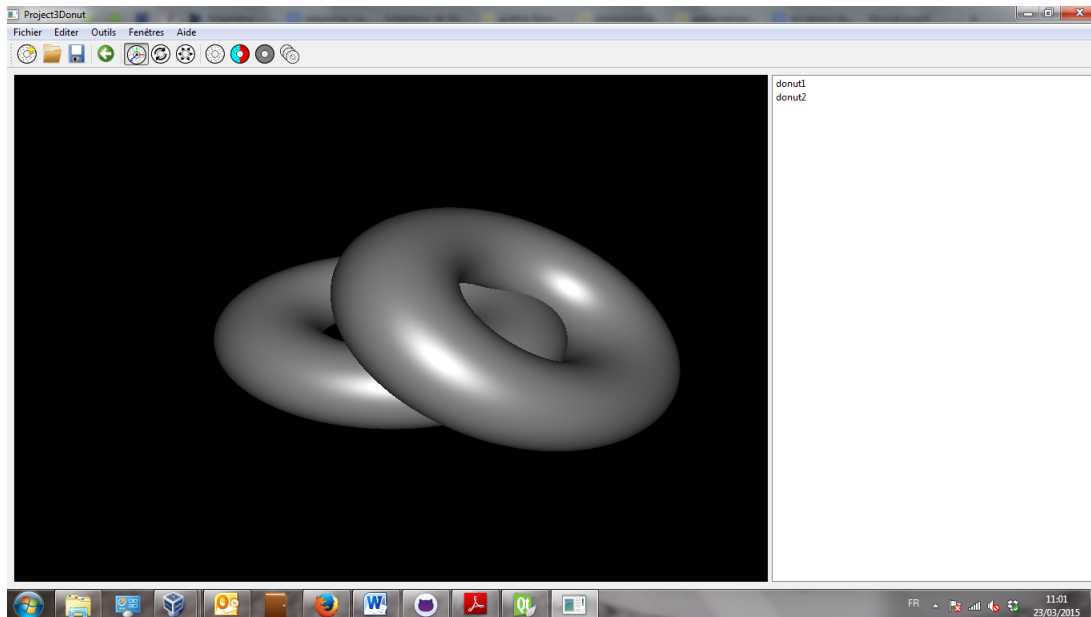 Project3Donut
Fichier Editer Outils Fenêtres Aide
donut1
donut2
FR
11:01
23/03/2015